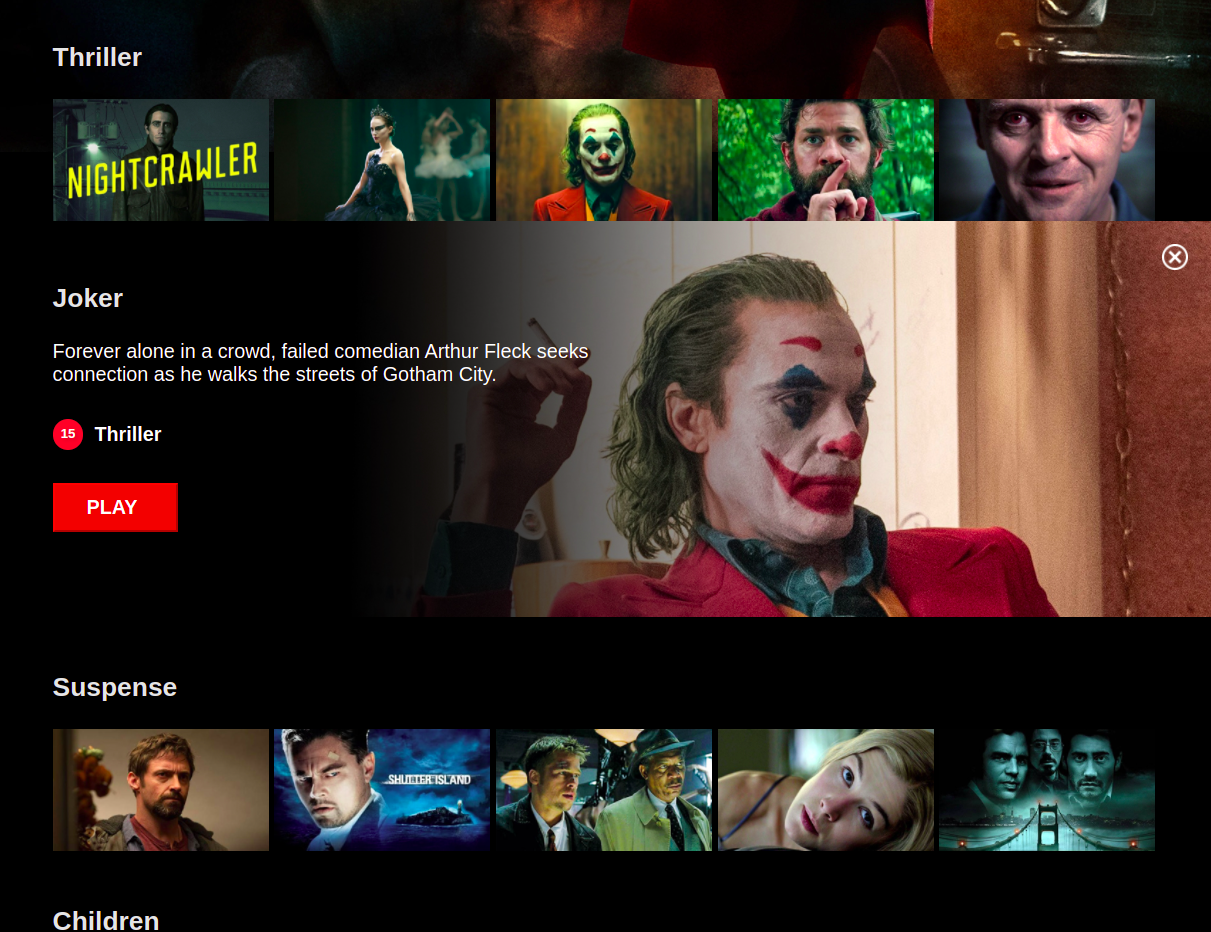 Thriller
NIGHTCRAWLER
Joker
Forever alone in a crowd, failed comedian Arthur Fleck seeks
connection as he walks the streets of Gotham City.
15 Thriller
PLAY
Suspense
SHUTTER ISLAND
Children